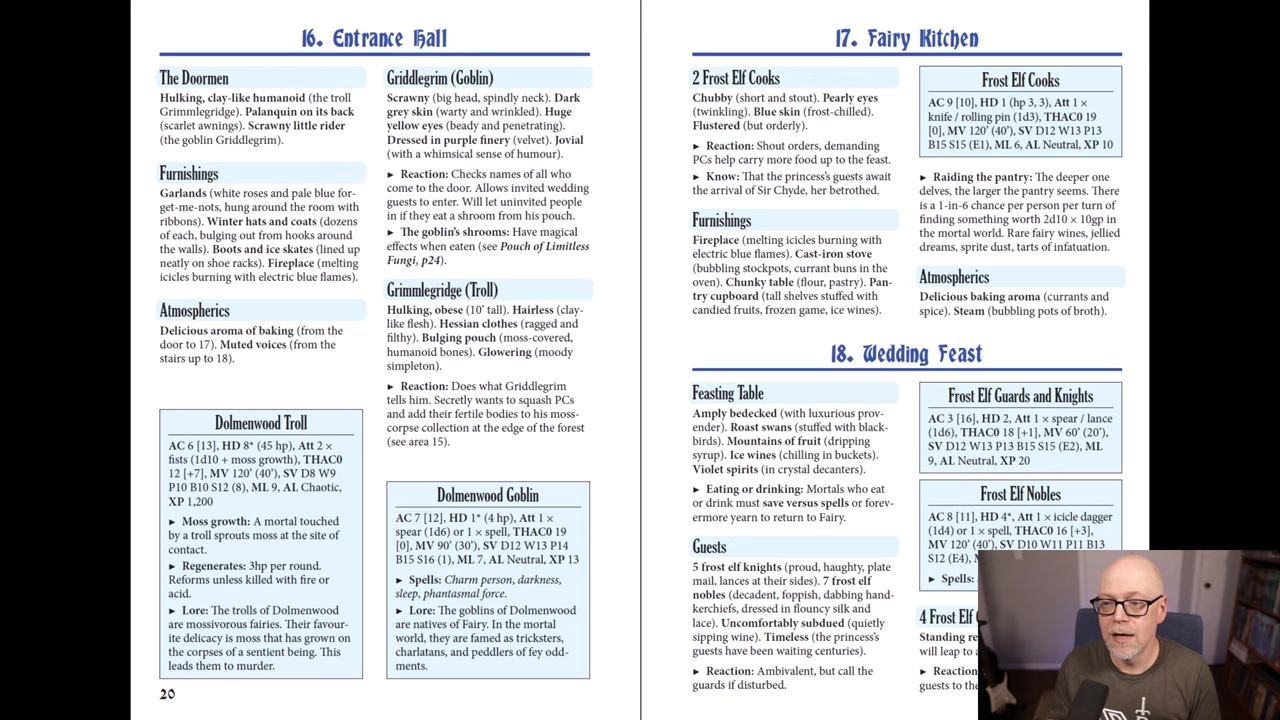 16. Entrance Hall
The Doormen
Hulking, clay-like humanoid (the troll
Grimmlegridge). Palanquin on its back
(scarlet awnings). Scrawny little rider
(the goblin Griddlegrim).
Furnishings
Garlands (white roses and pale blue for-
get-me-nots, hung around the room with
ribbons). Winter hats and coats (dozens
of each, bulging out from hooks around
the walls). Boots and ice skates (lined up
neatly on shoe racks). Fireplace (melting
icicles burning with electric blue flames).
Atmospherics
Delicious aroma of baking (from the
door to 17). Muted voices (from the
stairs up to 18).
Dolmenwood Troll
AC 6 [13], HD 8* (45 hp), Att 2 ×
fists (1d10 + moss growth), THAC0
12 [+7], MV 120’ (40’), SV D8 W9
P10 B10 S12 (8), ML 9, AL Chaotic,
XP 1,200
► Moss growth: A mortal touched
by a troll sprouts moss at the site of
contact.
► Regenerates: 3hp per round.
Reforms unless killed with fire or
acid.
► Lore: The trolls of Dolmenwood
are mossivorous fairies. Their favour-
ite delicacy is moss that has grown on
the corpses of a sentient being. This
leads them to murder.
20
Griddlegrim (Goblin)
Scrawny (big head, spindly neck). Dark
grey skin (warty and wrinkled). Huge
yellow eyes (beady and penetrating).
Dressed in purple finery (velvet). Jovial
(with a whimsical sense of humour).
► Reaction: Checks names of all who
come to the door. Allows invited wedding
guests to enter. Will let uninvited people
in if they eat a shroom from his pouch.
► The goblin’s shrooms: Have magical
effects when eaten (see Pouch of Limitless
Fungi, p24).
Grimmlegridge (Troll)
Hulking, obese (10’ tall). Hairless (clay-
like flesh). Hessian clothes (ragged and
filthy). Bulging pouch (moss-covered,
humanoid bones). Glowering (moody
simpleton).
► Reaction: Does what Griddlegrim
tells him. Secretly wants to squash PCs
and add their fertile bodies to his moss-
corpse collection at the edge of the forest
(see area 15).
Dolmenwood Goblin
AC 7 [12], HD 1* (4 hp), Att 1 ×
spear (1d6) or 1 × spell, THAC0 19
[0], MV 90’ (30’), SV D12 W13 P14
B15 S16 (1), ML 7, AL Neutral, XP 13
► Spells: Charm person, darkness,
sleep, phantasmal force.
► Lore: The goblins of Dolmenwood
are natives of Fairy. In the mortal
world, they are famed as tricksters,
charlatans, and peddlers of fey odd-
ments.
17. Fairy Kitchen
2 Frost Elf Cooks
Chubby (short and stout). Pearly eyes
(twinkling). Blue skin (frost-chilled).
Flustered (but orderly).
► Reaction: Shout orders, demanding
PCs help carry more food up to the feast.
► Know: That the princess’s guests await
the arrival of Sir Chyde, her betrothed.
Furnishings
Fireplace (melting icicles burning with
electric blue flames). Cast-iron stove
(bubbling stockpots, currant buns in the
oven). Chunky table (flour, pastry). Pan-
try cupboard (tall shelves stuffed with
candied fruits, frozen game, ice wines).
Frost Elf Cooks
AC 9 [10], HD 1 (hp 3, 3), Att 1 ×
knife / rolling pin (1d3), THAC0 19
[0], MV 120’ (40’), SV D12 W13 P13
B15 S15 (E1), ML 6, AL Neutral, XP 10
► Raiding the pantry: The deeper one
delves, the larger the pantry seems. There
is a 1-in-6 chance per person per turn of
finding something worth 2d10 × 10gp in
the mortal world. Rare fairy wines, jellied
dreams, sprite dust, tarts of infatuation.
Atmospherics
Delicious baking aroma (currants and
spice). Steam (bubbling pots of broth).
18. Wedding Feast
Feasting Table
Amply bedecked (with luxurious prov-
ender). Roast swans (stuffed with black-
birds). Mountains of fruit (dripping
syrup). Ice wines (chilling in buckets).
Violet spirits (in crystal decanters).
► Eating or drinking: Mortals who eat
or drink must save versus spells or forev-
ermore yearn to return to Fairy.
Guests
5 frost elf knights (proud, haughty, plate
mail, lances at their sides). 7 frost elf
nobles (decadent, foppish, dabbing hand-
kerchiefs, dressed in flouncy silk and
lace). Uncomfortably subdued (quietly
sipping wine). Timeless (the princess’s
guests have been waiting centuries).
► Reaction: Ambivalent, but call the
guards if disturbed.
Frost Elf Guards and Knights
AC 3 [16], HD 2, Att 1 × spear / lance
(1d6), THAC0 18 [+1], MV 60’ (20’),
SV D12 W13 P13 B15 S15 (E2), ML
9, AL Neutral, XP 20
Frost Elf Nobles
AC 8 [11], HD 4*, Att 1 × icicle dagger
(1d4) or 1 × spell, THAC0 16 [+3],
MV 120’ (40’), SV D10 W11 P11 B13
S12 (E4),
► Spells:
4 Frost Elf
Standing
will leap to
► Reaction
guests to the